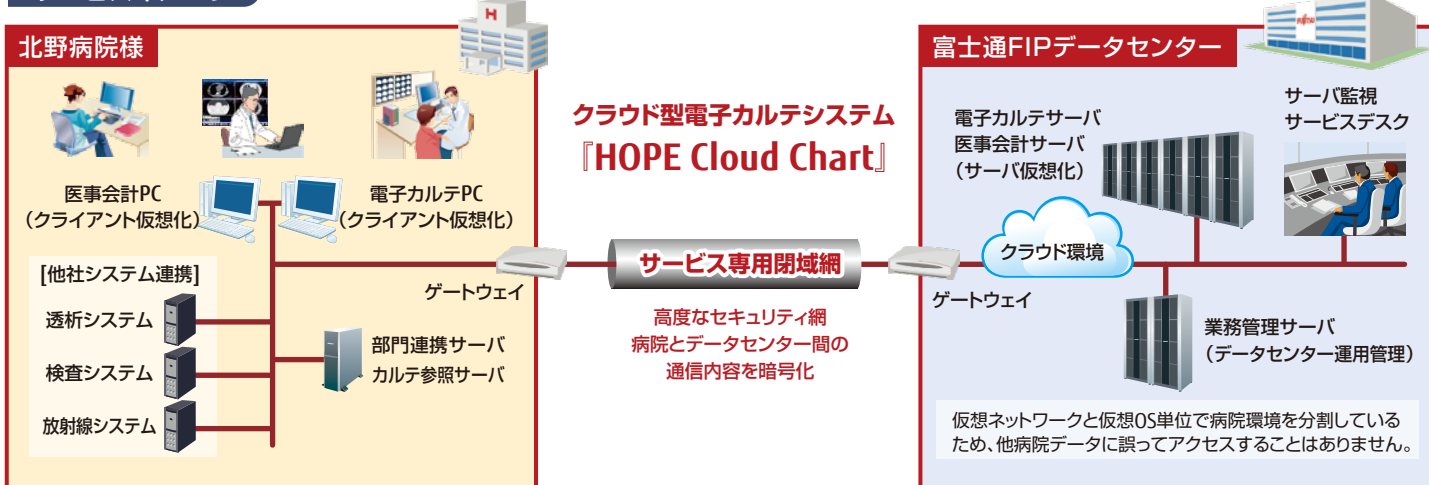 北野病院様
H
医事会計PC
(クライアント仮想化)
電子カルテPC
(クライアント仮想化)
[他社システム連携]
透析システム
検査システム
放射線システム
部門連携サーバ
カルテ参照サーバ
ゲートウェイ
クラウド型電子カルテシステム
『HOPE Cloud Chart』
サービス専用閉域網
高度なセキュリティ網
病院とデータセンター間の
通信内容を暗号化
富士通FIPデータセンター
FUJITSU
電子カルテサーバ
医事会計サーバ
(サーバ仮想化)
サーバ監視
サービスデスク
クラウド環境
ゲートウェイ
業務管理サーバ
(データセンター運用管理)
仮想ネットワークと仮想OS単位で病院環境を分割している
ため、他病院データに誤ってアクセスすることはありません。